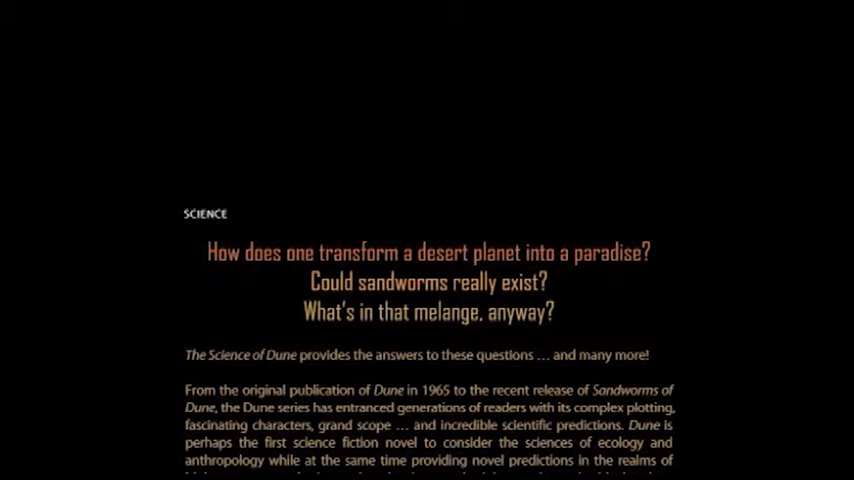 SCIENCE
How does one transform a desert planet into a paradise?
Could sandworms really exist?
What's in that melange, anyway?
The Science of Dune provides the answers to these questions … and many more!
From the original publication of Dune in 1965 to the recent release of Sandworms of
Dune, the Dune series has entranced generations of readers with its complex plotting,
fascinating characters, grand scope … and incredible scientific predictions. Dune is
perhaps the first science fiction novel to consider the sciences of ecology and
anthropology while at the same time providing novel predictions in the realms of